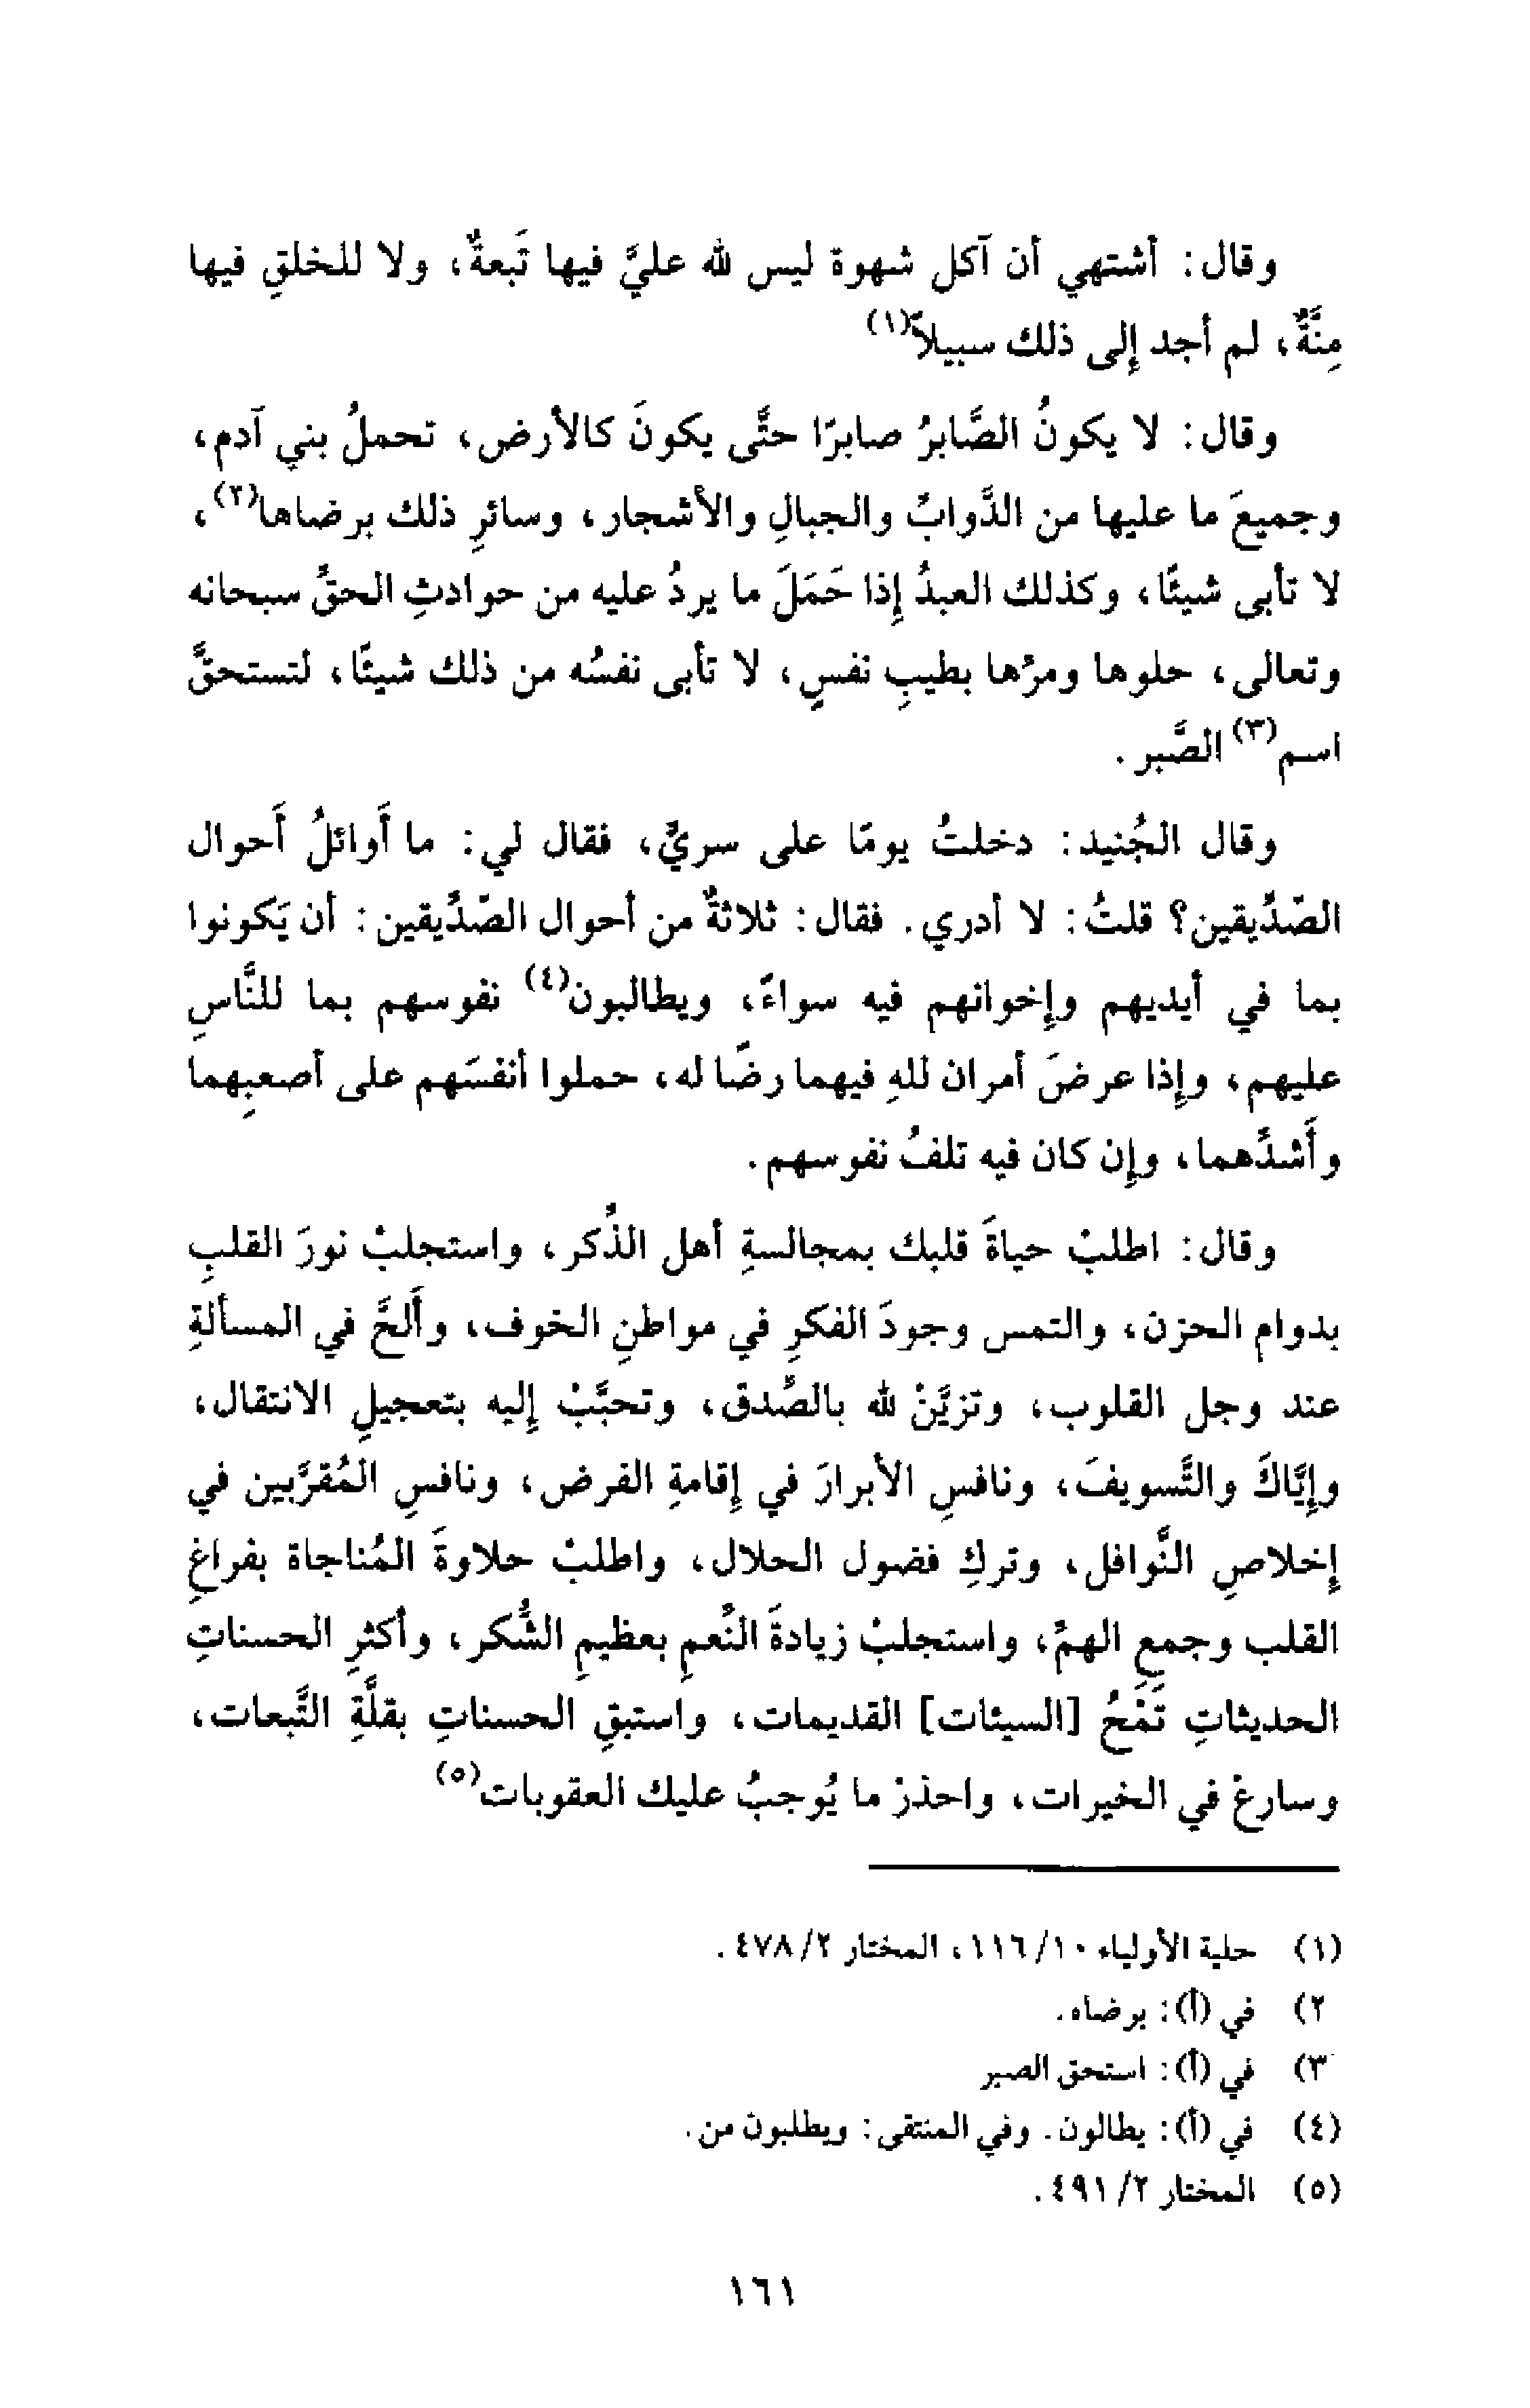 وقال: أشتهي أن آكل شهوة ليس لله عليَّ فيها تَبعةٌ، ولا للخلقِ فيها
مِنَّةٌ، لم أجد إلى ذلك سبيلاً(١)
وقال: لا يكونُ الصَّابرُ صابرًا حتَّى يكونَ كالأرض، تحملُ بني آدم،
وجميعَ ما عليها من الدَّوابِّ والجبالِ والأشجار، وسائرِ ذلك برضاها(٢)،
لا تأبى شيئًا، وكذلك العبدُ إذا حَمَلَ ما يردُ عليه من حوادثِ الحقِّ سبحانه
وتعالى، حلوها ومرّها بطيبِ نفسٍ، لا تأبى نفسُه من ذلك شيئًا، لتستحقَّ
اسم(٣) الصَّبر.
وقال الجُنيد: دخلتُ يومًا على سريٍّ، فقال لي: ما أَوائلُ أَحوال
الصّدِّيقين؟ قلتُ: لا أدري. فقال: ثلاثةٌ من أحوال الصّدِّيقين: أن يَكونوا
بما في أيديهم وإخوانهم فيه سواءً، ويطالبون(٤) نفوسهم بما للنَّاسِ
عليهم، وإذا عرضَ أمران للهِ فيهما رضًا له، حملوا أنفسَهم على أصعبِهما
وأَشدِّهما، وإن كان فيه تلفُ نفوسهم.
وقال: اطلبْ حياةَ قلبك بمجالسةِ أهل الذِّكر، واستجلبْ نورَ القلبِ
بدوام الحزن، والتمس وجودَ الفكرِ في مواطنِ الخوف، وأَلحَّ في المسألةِ
عند وجل القلوب، وتزيَّنْ لله بالصِّدق، وتحبَّبْ إليه بتعجيلِ الانتقال،
وإيَّاكَ والتَّسويفَ، ونافسِ الأبرارَ في إقامةِ الفرض، ونافسِ المُقرَّبين في
إخلاصِ النَّوافل، وتركِ فضول الحلال، واطلبْ حلاوةَ المُناجاة بفراغِ
القلب وجمعِ الهمِّ، واستجلبْ زيادةَ النِّعمِ بعظيمِ الشُّكر، وأكثرِ الحسناتِ
الحديثاتِ تَمْحُ [السيئات] القديمات، واستبقِ الحسناتِ بقلَّةِ التَّبعات،
وسارعْ في الخيرات، واحذرْ ما يُوجبُ عليك العقوبات(٥)
(١) حلية الأولياء ١٠/ ١١٦، المختار ٢/ ٤٧٨.
٢) في (أ): برضاه.
٣) في (أ): استحق الصبر
(٤) في (أ): يطالون. وفي المنتقى: ويطلبون من.
(٥) المختار ٢/ ٤٩١.
١٦١